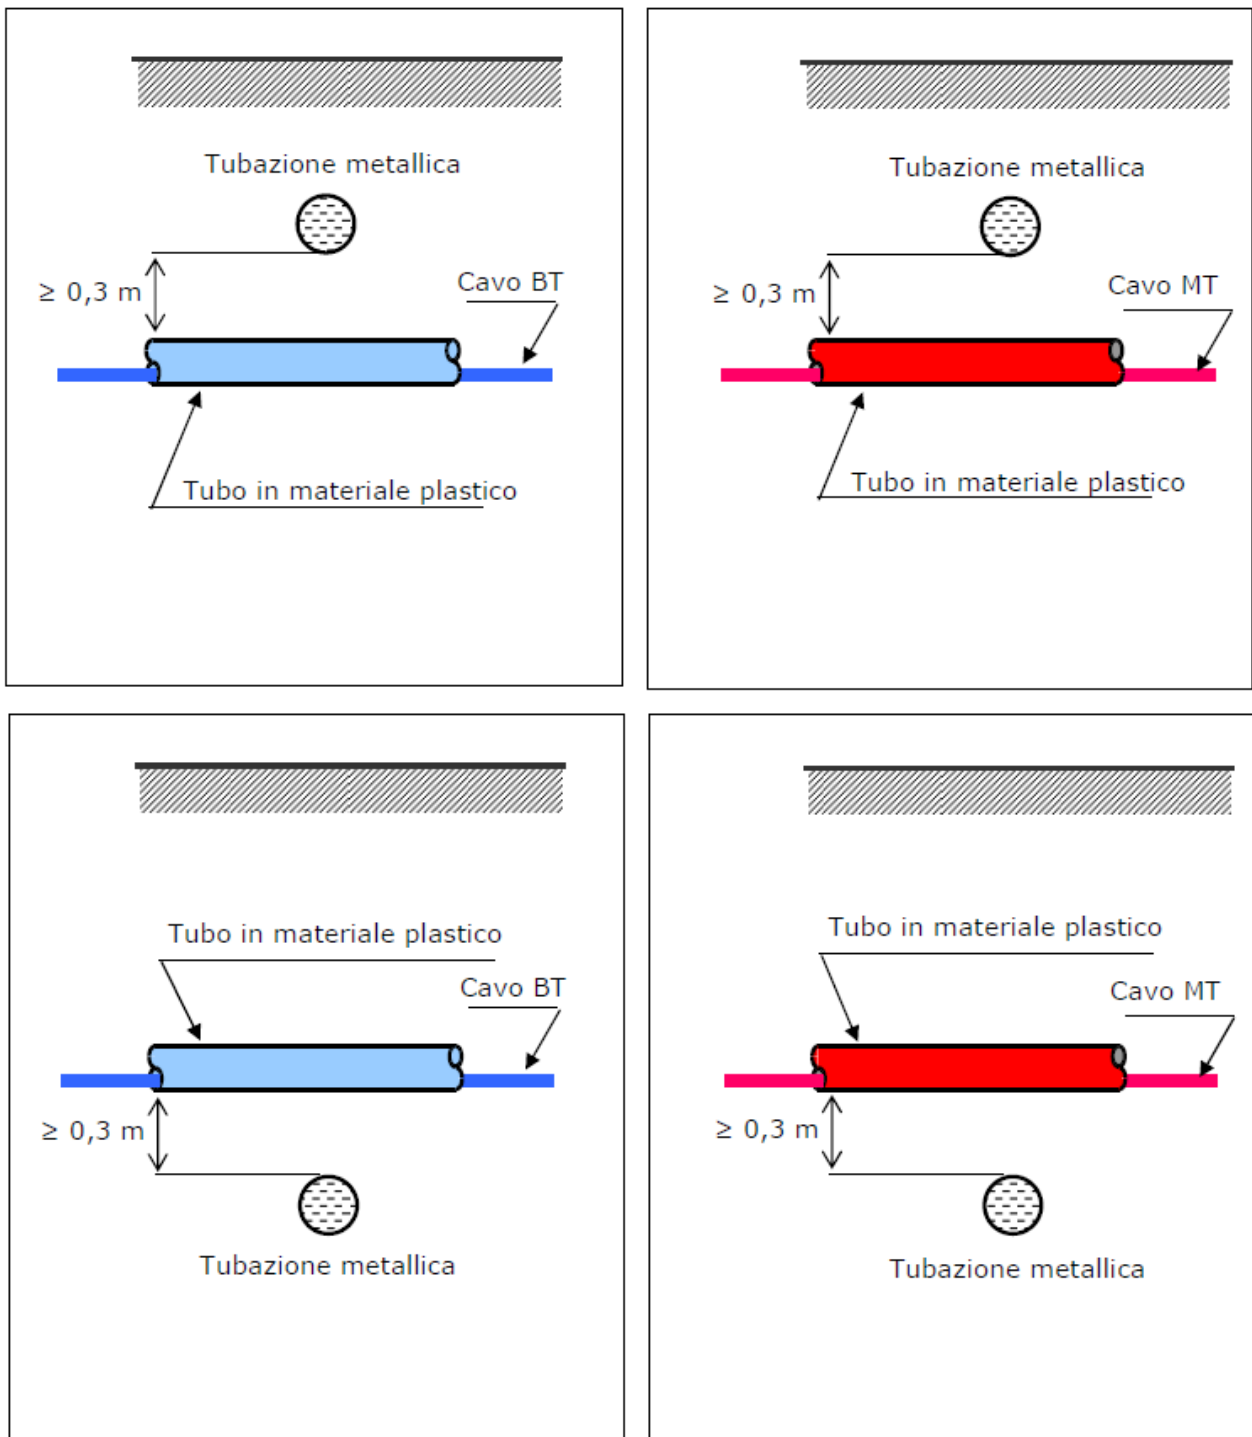 Tubazione metallica
≥ 0,3 m
Cavo BT
Tubo in materiale plastico
Tubazione metallica
≥ 0,3 m
Cavo MT
Tubo in materiale plastico
Tubo in materiale plastico
Cavo BT
≥ 0,3 m
Tubazione metallica
Tubo in materiale plastico
Cavo MT
≥ 0,3 m
Tubazione metallica